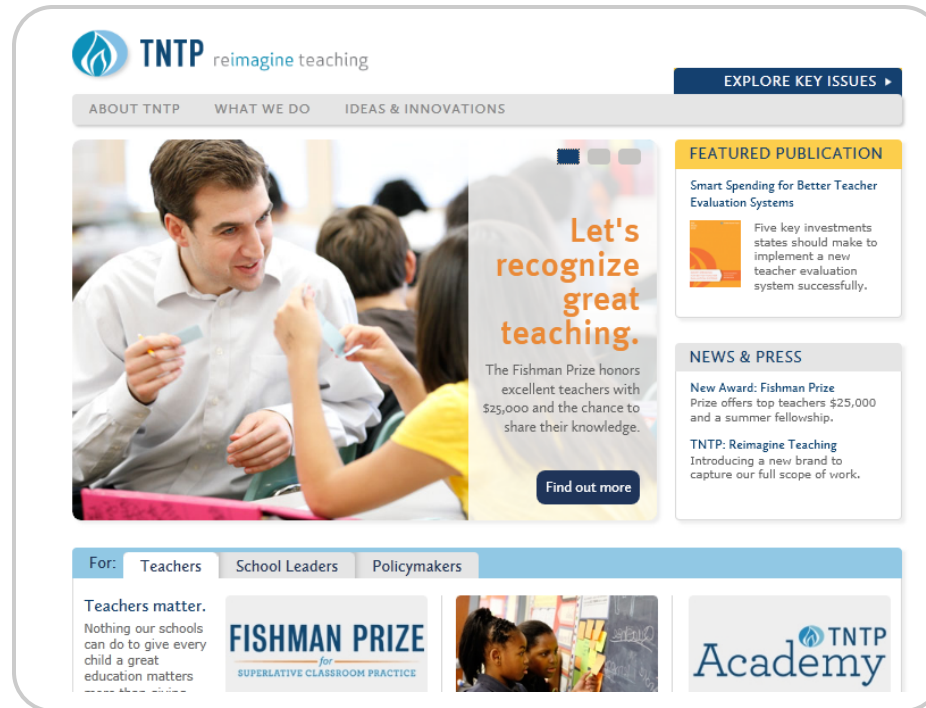 TNTP reimagine teaching
EXPLORE KEY ISSUES
ABOUT TNTP WHAT WE DO IDEAS & INNOVATIONS
Let's
recognize
great
teaching.
The Fishman Prize honors
excellent teachers with
$25,000 and the chance to
share their knowledge.
Find out more
FEATURED PUBLICATION
Smart Spending for Better Teacher
Evaluation Systems
Five key investments
states should make to
implement a new
teacher evaluation
system successfully.
NEWS & PRESS
New Award: Fishman Prize
Prize offers top teachers $25,000
and a summer fellowship.
TNTP: Reimagine Teaching
Introducing a new brand to
capture our full scope of work.
For: Teachers School Leaders Policymakers
Teachers matter.
Nothing our schools
can do to give every
child a great
education matters
more than giving
FISHMAN PRIZE
for
SUPERLATIVE CLASSROOM PRACTICE
TNTP
Academy